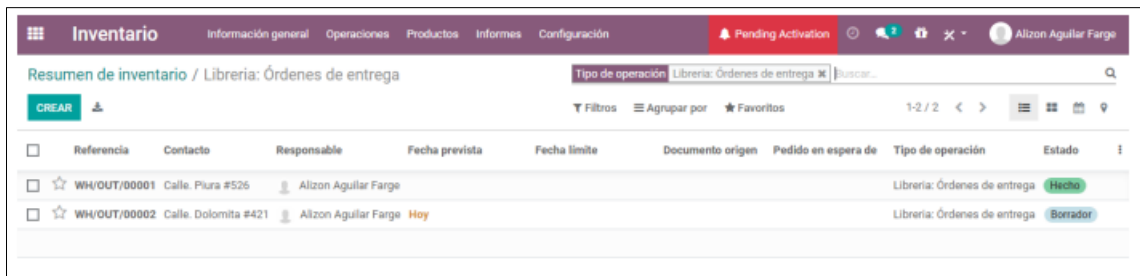 Inventario Información general Operaciones Productos Informes Configuración Pending Activation 2 Alizon Aguilar Farge
Resumen de inventario / Libreria: Órdenes de entrega Tipo de operación Libreria: Órdenes de entrega Buscar...
CREAR Filtros Agrupar por Favoritos 1-2 / 2
Referencia Contacto Responsable Fecha prevista Fecha límite Documento origen Pedido en espera de Tipo de operación Estado
WH/OUT/00001 Calle. Piura #526 Alizon Aguilar Farge Libreria: Órdenes de entrega Hecho
WH/OUT/00002 Calle. Dolomita #421 Alizon Aguilar Farge Hoy Libreria: Órdenes de entrega Borrador